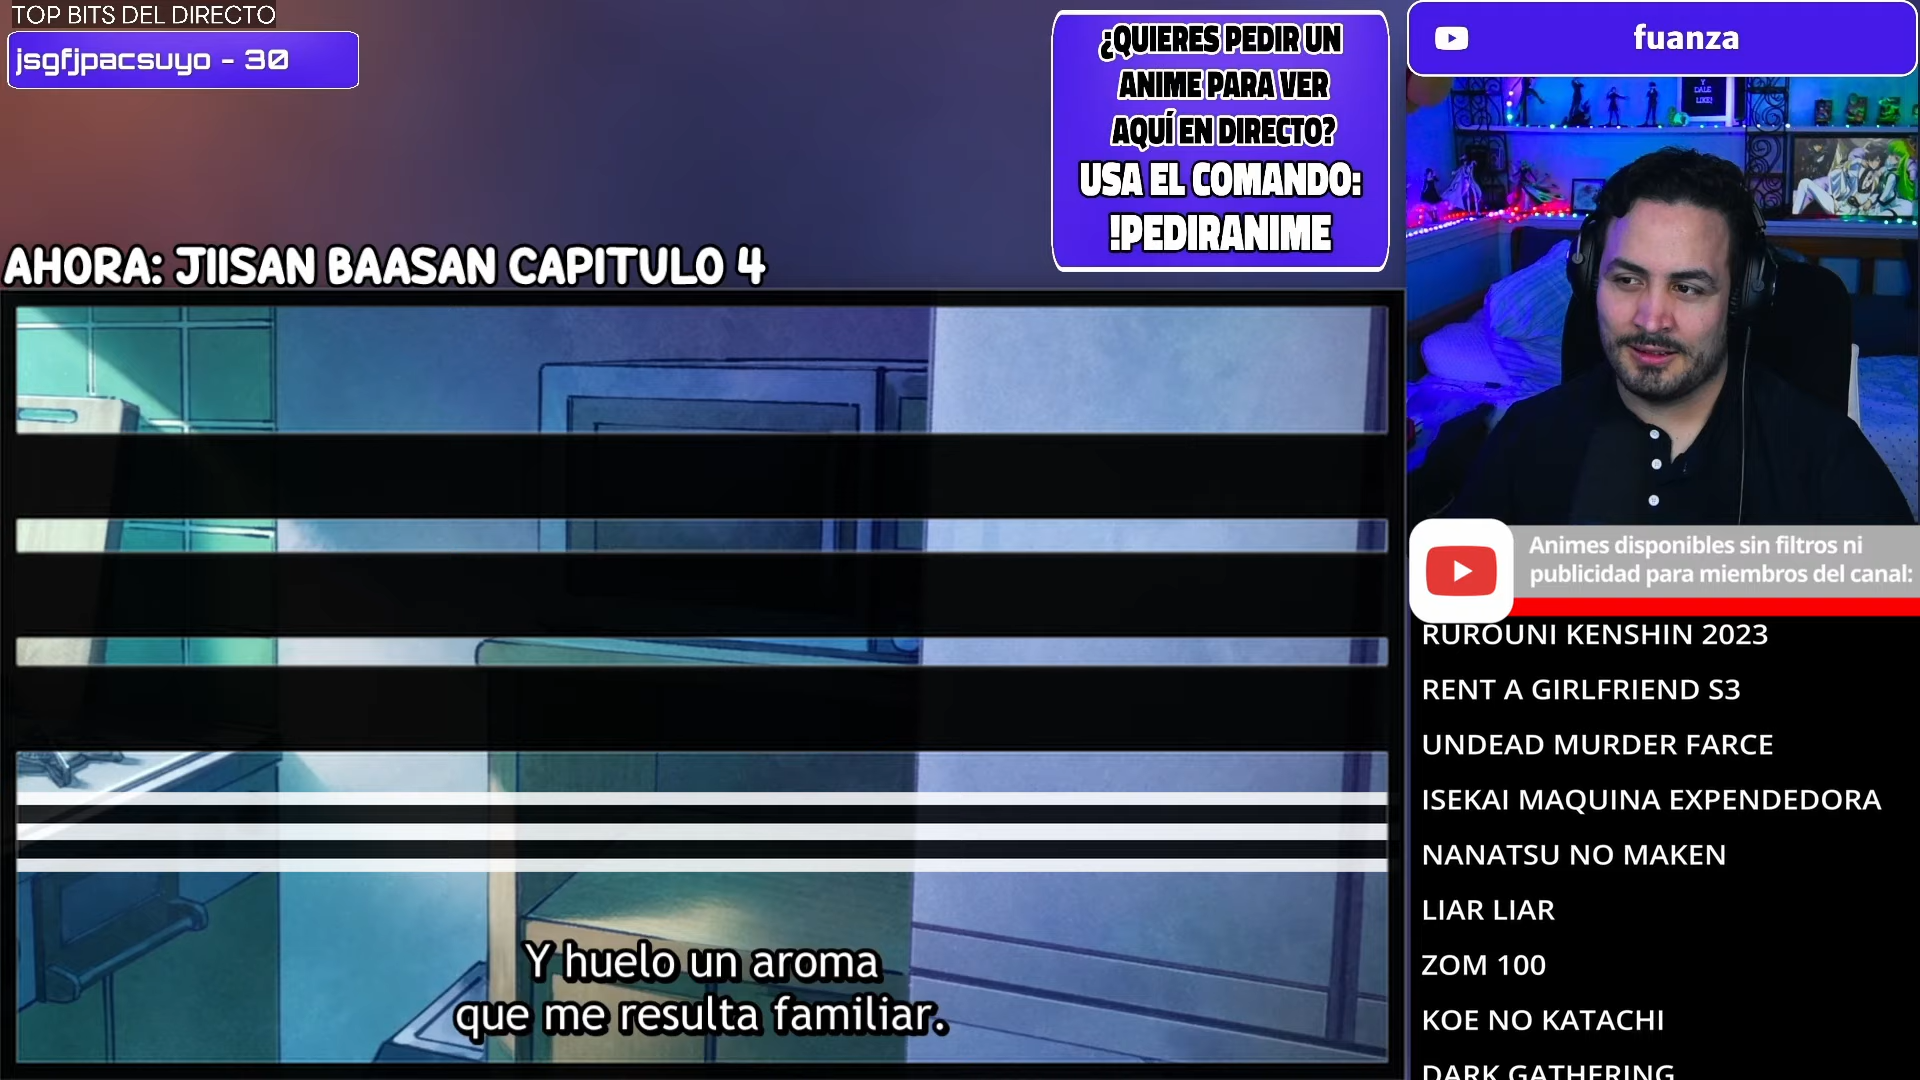 TOP BITS DEL DIRECTO
jsgfjpacsuyo - 30
¿QUIERES PEDIR UN
ANIME PARA VER
AQUÍ EN DIRECTO?
USA EL COMANDO:
!PEDIRANIME
fuanza
Y
DALE
LIKE!
AHORA: JIISAN BAASAN CAPITULO 4
Animes disponibles sin filtros ni
publicidad para miembros del canal:
RUROUNI KENSHIN 2023
RENT A GIRLFRIEND S3
UNDEAD MURDER FARCE
ISEKAI MAQUINA EXPENDEDORA
NANATSU NO MAKEN
LIAR LIAR
ZOM 100
KOE NO KATACHI
DARK GATHERING
Y huelo un aroma
que me resulta familiar.